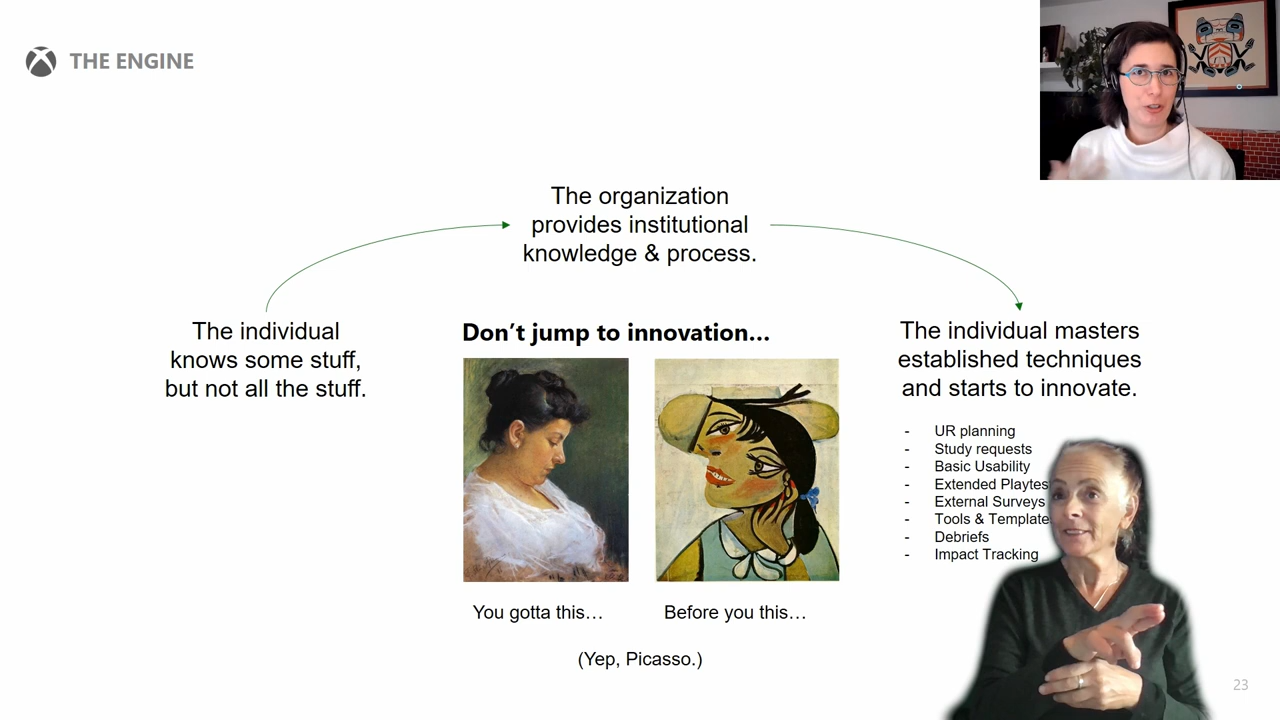 THE ENGINE
The organization
provides institutional
knowledge & process.
The individual
knows some stuff,
but not all the stuff.
Don't jump to innovation...
You gotta this...
Before you this...
(Yep, Picasso.)
The individual masters
established techniques
and starts to innovate.
- UR planning
- Study requests
- Basic Usability
- Extended
- External Surveys
- Tools &
- Debriefs
- Impact Tracking
23